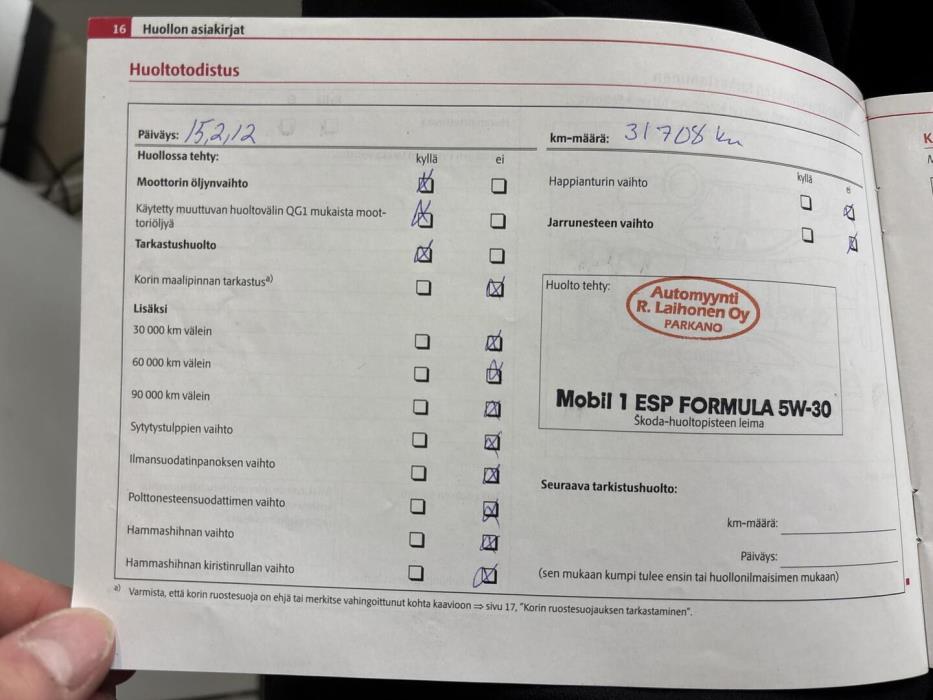 16 Huollon asiakirjat
Huoltotodistus
Päiväys: 15,2,12
km-määrä: 31708 km
Huollossa tehty: kyllä ei
Moottorin öljynvaihto
Käytetty muuttuvan huoltovälin QG1 mukaista moot-
toriöljyä
Tarkastushuolto
Korin maalipinnan tarkastus a)
Lisäksi
30 000 km välein
60 000 km välein
90 000 km välein
Sytytystulppien vaihto
Ilmansuodatinpanoksen vaihto
Polttonesteensuodattimen vaihto
Hammashihnan vaihto
Hammashihnan kiristinrullan vaihto
kyllä ei
Happianturin vaihto
Jarrunesteen vaihto
Huolto tehty:
Automyynti
R. Laihonen Oy
PARKANO
Mobil 1 ESP FORMULA 5W-30
Škoda-huoltopisteen leima
Seuraava tarkistushuolto:
km-määrä:
Päiväys:
(sen mukaan kumpi tulee ensin tai huollonilmaisimen mukaan)
a) Varmista, että korin ruostesuoja on ehjä tai merkitse vahingoittunut kohta kaavioon ⇒ sivu 17, "Korin ruostesuojauksen tarkastaminen".